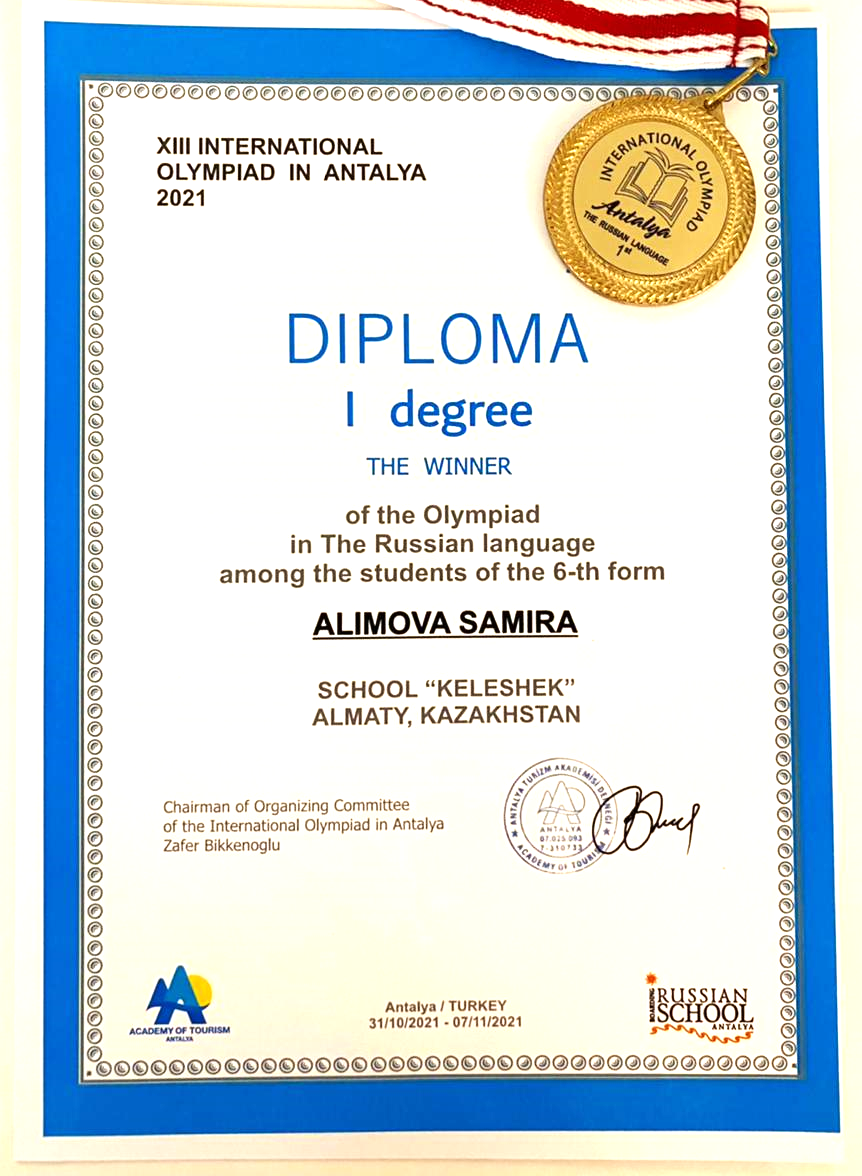 XIII INTERNATIONAL
OLYMPIAD IN ANTALYA
2021
INTERNATIONAL OLYMPIAD
Antalya
THE RUSSIAN LANGUAGE
1st
DIPLOMA
I degree
THE WINNER
of the Olympiad
in The Russian language
among the students of the 6-th form
ALIMOVA SAMIRA
SCHOOL “KELESHEK”
ALMATY, KAZAKHSTAN
Chairman of Organizing Committee
of the International Olympiad in Antalya
Zafer Bikkenoglu
ANTALYA TURİZM AKADEMİSİ DERNEĞİ
ANTALYA
07.025.093
7-310733
ACADEMY OF TOURISM
ACADEMY OF TOURISM
ANTALYA
Antalya / TURKEY
31/10/2021 - 07/11/2021
BOARDING
RUSSIAN
SCHOOL
ANTALYA